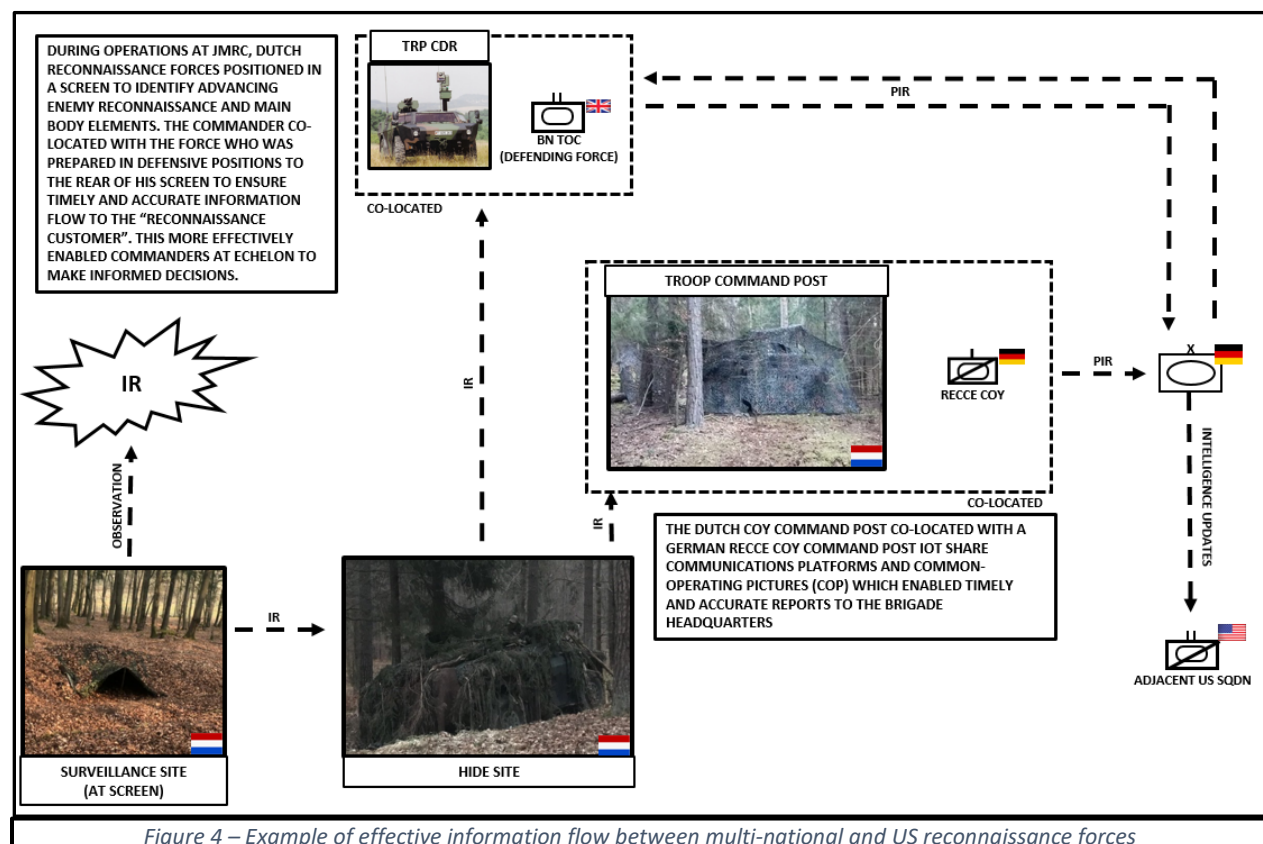 DURING OPERATIONS AT JMRC, DUTCH
RECONNAISSANCE FORCES POSITIONED IN
A SCREEN TO IDENTIFY ADVANCING
ENEMY RECONNAISSANCE AND MAIN
BODY ELEMENTS. THE COMMANDER CO-
LOCATED WITH THE FORCE WHO WAS
PREPARED IN DEFENSIVE POSITIONS TO
THE REAR OF HIS SCREEN TO ENSURE
TIMELY AND ACCURATE INFORMATION
FLOW TO THE “RECONNAISSANCE
CUSTOMER”. THIS MORE EFFECTIVELY
ENABLED COMMANDERS AT ECHELON TO
MAKE INFORMED DECISIONS.
TRP CDR
BN TOC
(DEFENDING FORCE)
CO-LOCATED
PIR
IR
OBSERVATION
IR
TROOP COMMAND POST
RECCE COY
CO-LOCATED
PIR
X
INTELLIGENCE UPDATES
ADJACENT US SQDN
IR
THE DUTCH COY COMMAND POST CO-LOCATED WITH A
GERMAN RECCE COY COMMAND POST IOT SHARE
COMMUNICATIONS PLATFORMS AND COMMON-
OPERATING PICTURES (COP) WHICH ENABLED TIMELY
AND ACCURATE REPORTS TO THE BRIGADE
HEADQUARTERS
IR
SURVEILLANCE SITE
(AT SCREEN)
HIDE SITE
Figure 4 – Example of effective information flow between multi-national and US reconnaissance forces